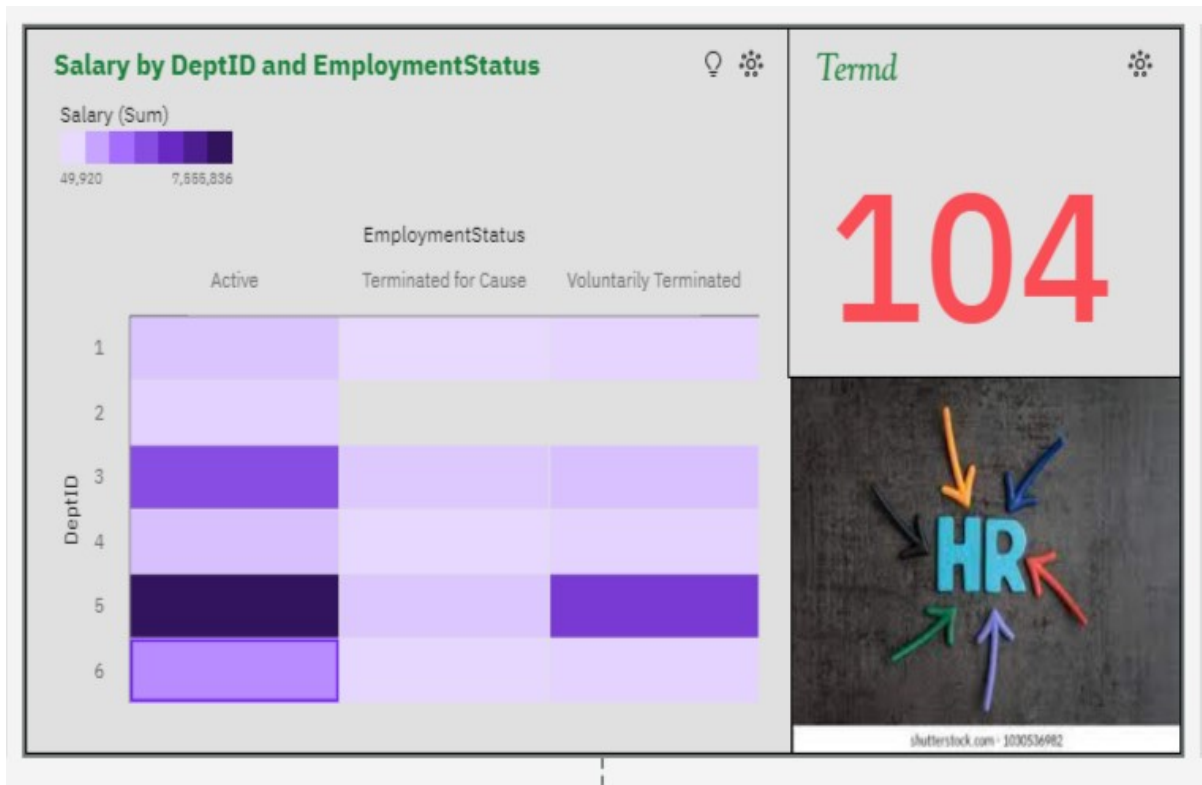 Salary by DeptID and EmploymentStatus
Salary (Sum)
49,920 7,555,836
EmploymentStatus
Active Terminated for Cause Voluntarily Terminated
DeptID
1
2
3
4
5
6
Termd
104
HR
shutterstock.com · 1030536982